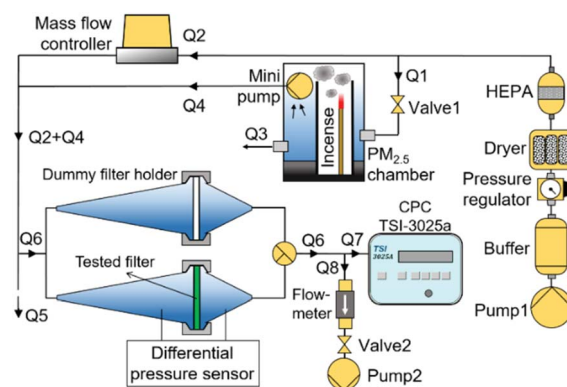 Mass flow
controller
Q2
Q1
Mini
pump
Q4
Valve1
HEPA
Incense
Q3
PM2.5
chamber
Dryer
Q2+Q4
Dummy filter holder
Pressure
regulator
CPC
TSI-3025a
Q6
Q6
Q7
TSI
3025A
Buffer
Tested filter
Q8
Flow-
meter
Q5
Pump1
Differential
pressure sensor
Valve2
Pump2